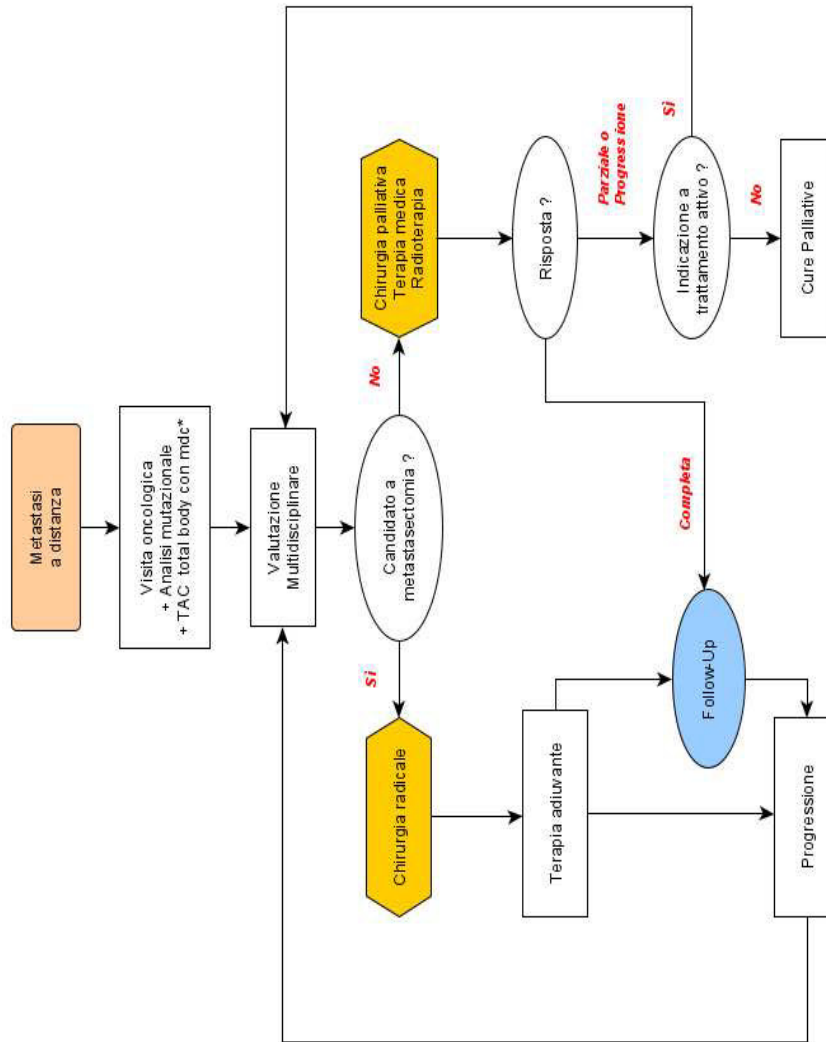 Metastasi
a distanza
Visita oncologica
+ Analisi mutazionale
+ TAC total body con mdc*
Valutazione
Multidisciplinare
Candidato a
metastasectomia ?
Sì
No
Chirurgia radicale
Chirurgia palliativa
Terapia medica
Radioterapia
Terapia adiuvante
Risposta ?
Completa
Parziale o
Progressione
Follow-Up
Indicazione a
trattamento attivo ?
Sì
No
Progressione
Cure Palliative